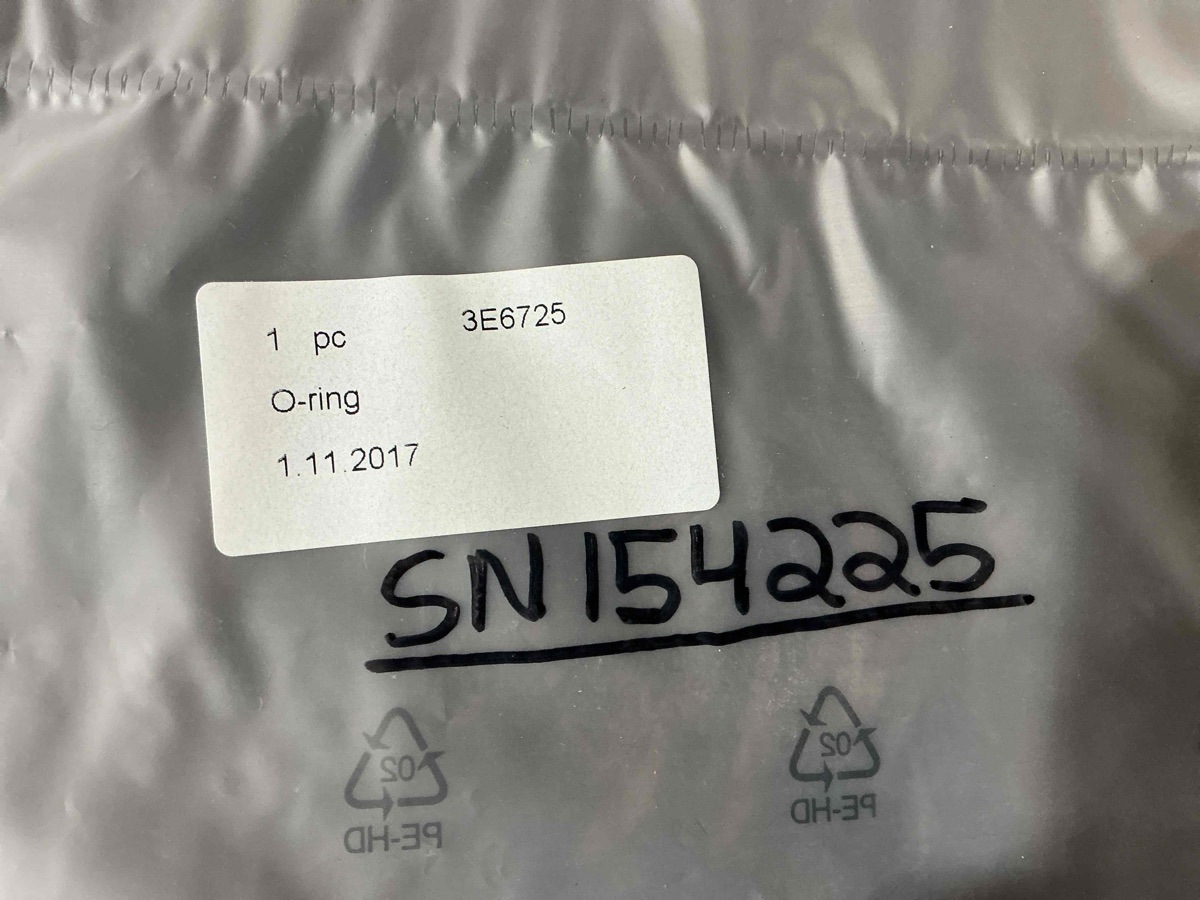 1 pc 3E6725
O-ring
1.11.2017
SN154225
02 02
PE-HD PE-HD